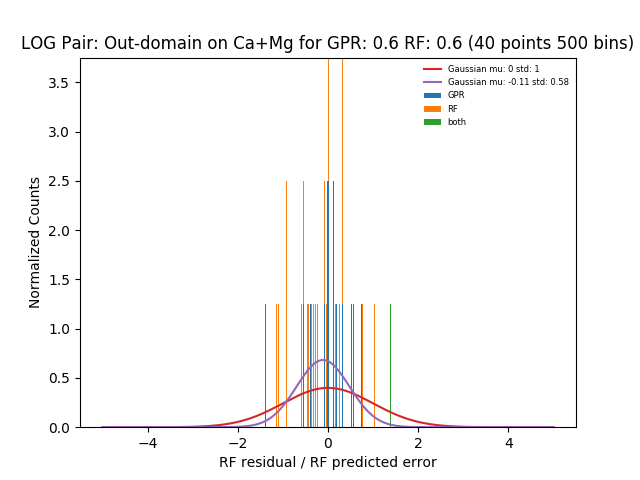 LOG Pair: Out-domain on Ca+Mg for GPR: 0.6 RF: 0.6 (40 points 500 bins)
Gaussian mu: 0 std: 1
Gaussian mu: -0.11 std: 0.58
GPR
RF
both
Normalized Counts
3.5
3.0
2.5
2.0
1.5
1.0
0.5
0.0
−4 −2 0 2 4
RF residual / RF predicted error